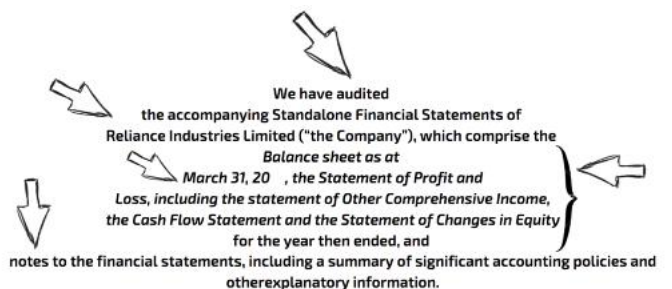 We have audited
the accompanying Standalone Financial Statements of
Reliance Industries Limited ("the Company"), which comprise the
Balance sheet as at
March 31, 20   , the Statement of Profit and
Loss, including the statement of Other Comprehensive Income,
the Cash Flow Statement and the Statement of Changes in Equity
for the year then ended, and
notes to the financial statements, including a summary of significant accounting policies and
otherexplanatory information.